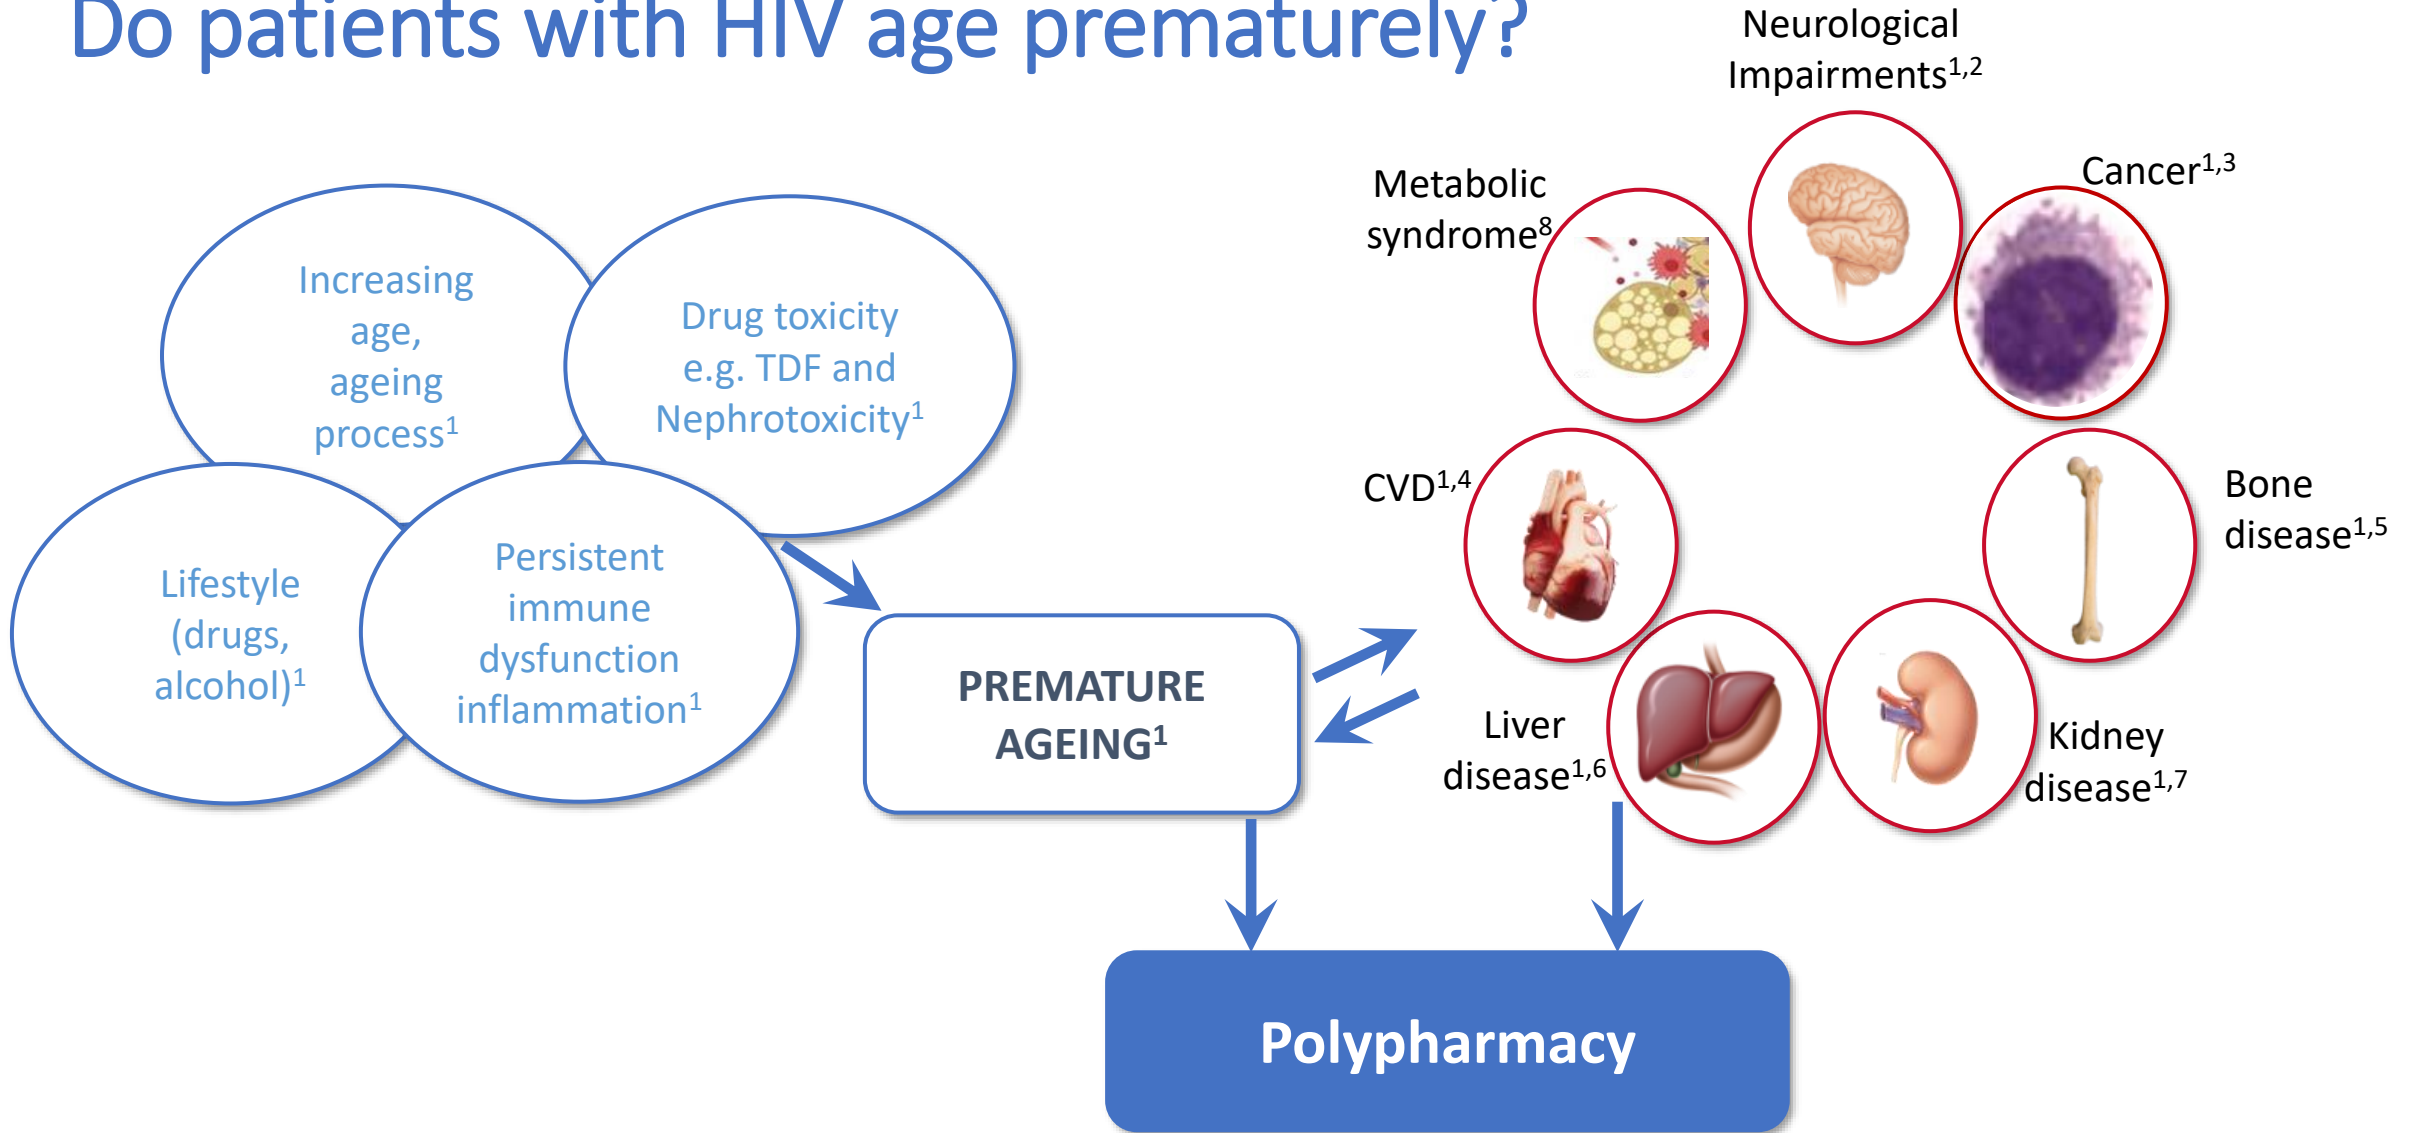 Do patients with HIV age prematurely?
Neurological
Impairments1,2
Cancer1,3
Metabolic
syndrome8
Increasing
age,
ageing
process1
Drug toxicity
e.g. TDF and
Nephrotoxicity1
CVD1,4
Bone
disease1,5
Lifestyle
(drugs,
alcohol)1
Persistent
immune
dysfunction
inflammation1
PREMATURE
AGEING1
Liver
disease1,6
Kidney
disease1,7
Polypharmacy